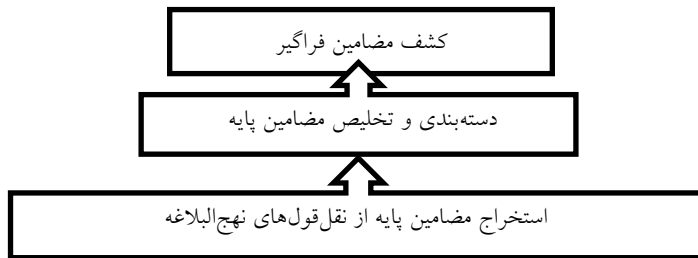 کشف مضامین فراگیر
دسته‌بندی و تخلیص مضامین پایه
استخراج مضامین پایه از نقل‌قول‌های نهج‌البلاغه